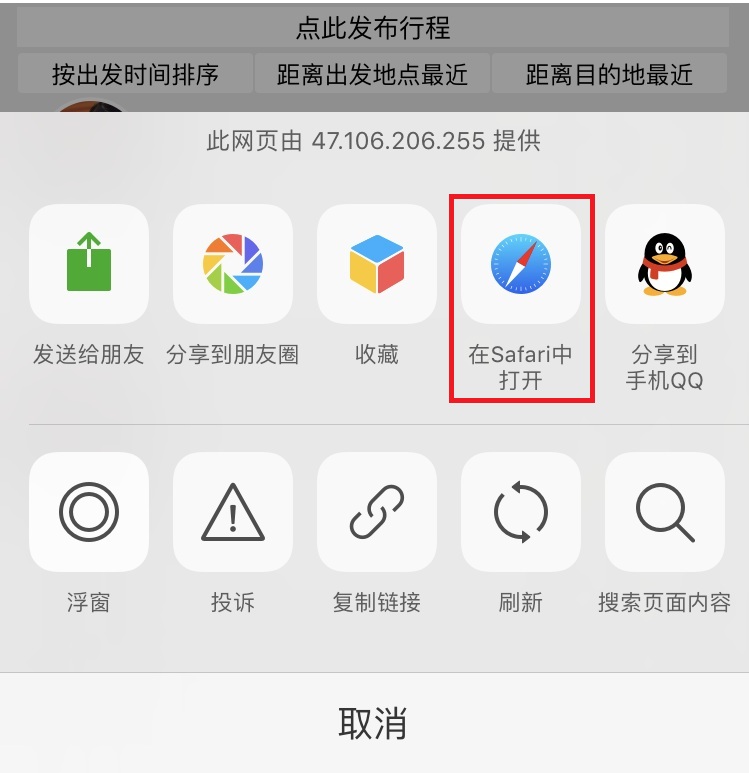 点此发布行程
按出发时间排序 距离出发地点最近 距离目的地最近
此网页由 47.106.206.255 提供
发送给朋友 分享到朋友圈 收藏 在Safari中 分享到
打开 手机QQ
浮窗 投诉 复制链接 刷新 搜索页面内容
取消